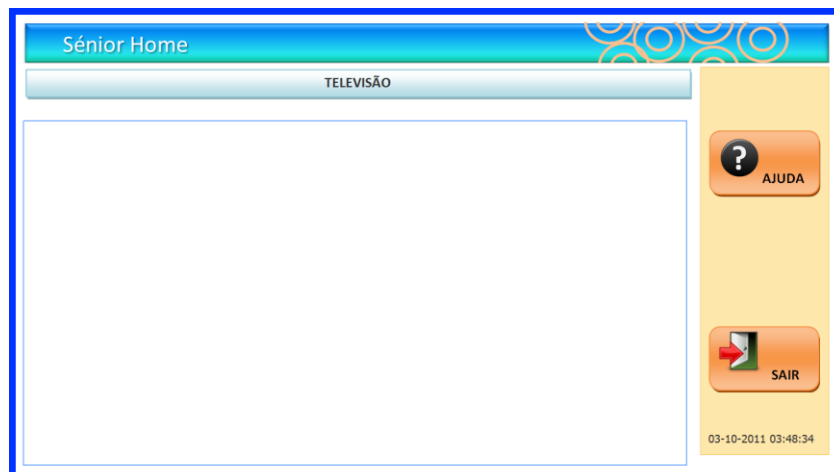 Sénior Home
TELEVISÃO
?
AJUDA
SAIR
03-10-2011 03:48:34